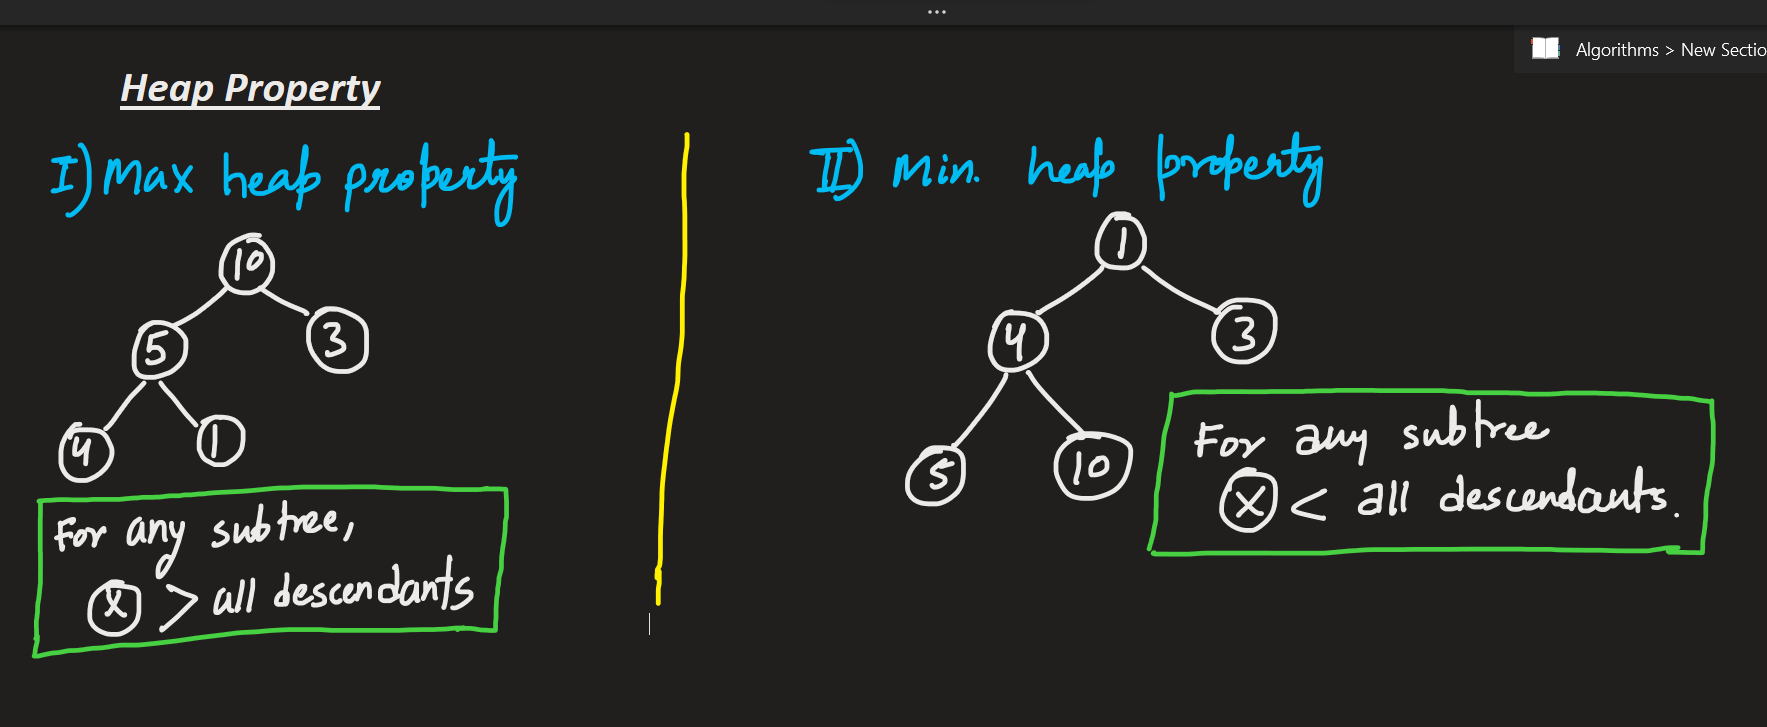 ...
Algorithms > New Sectio
Heap Property
I) Max heap property
10
5
3
4
1
For any subtree,
x > all descendants
II) Min. heap property
1
4
3
5
10
For any subtree
x < all descendants.